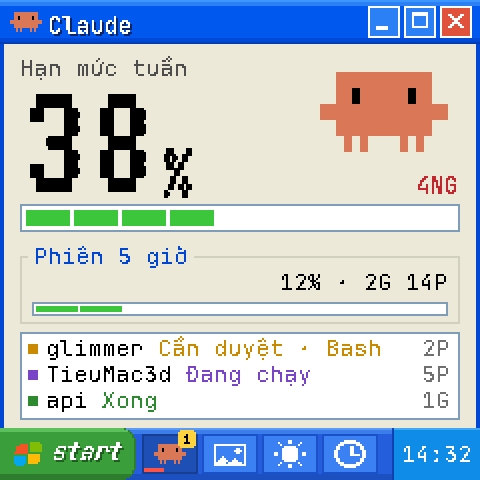 Claude
Hạn mức tuần
38%
4NG
Phiên 5 giờ
12% · 2G 14P
glimmer Cần duyệt · Bash 2P
TieuMac3d Đang chạy 5P
api Xong 1G
start 1 14:32